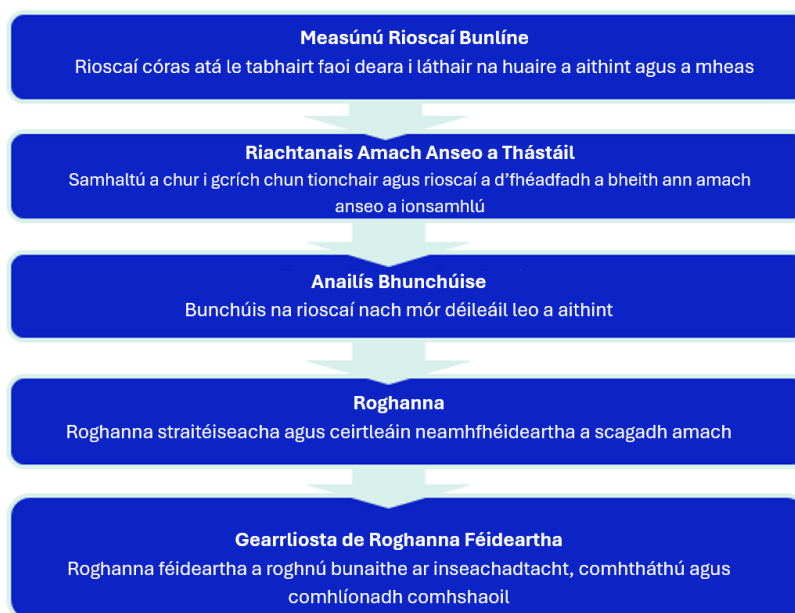 Measúnú Rioscaí Bunlíne
Rioscaí córas atá le tabhairt faoi deara i láthair na huaire a aithint agus a mheas
Riachtanais Amach Anseo a Thástáil
Samhaltú a chur i gcrích chun tionchair agus rioscaí a d’fhéadfadh a bheith ann amach
anseo a ionsamhlú
Anailís Bhunchúise
Bunchúis na rioscaí nach mór déileáil leo a aithint
Roghanna
Roghanna straitéiseacha agus ceirtleáin neamhfhéideartha a scagadh amach
Gearrliosta de Roghanna Féideartha
Roghanna féideartha a roghnú bunaithe ar inseachadtacht, comhtháthú agus
comhlíonadh comhshaoil